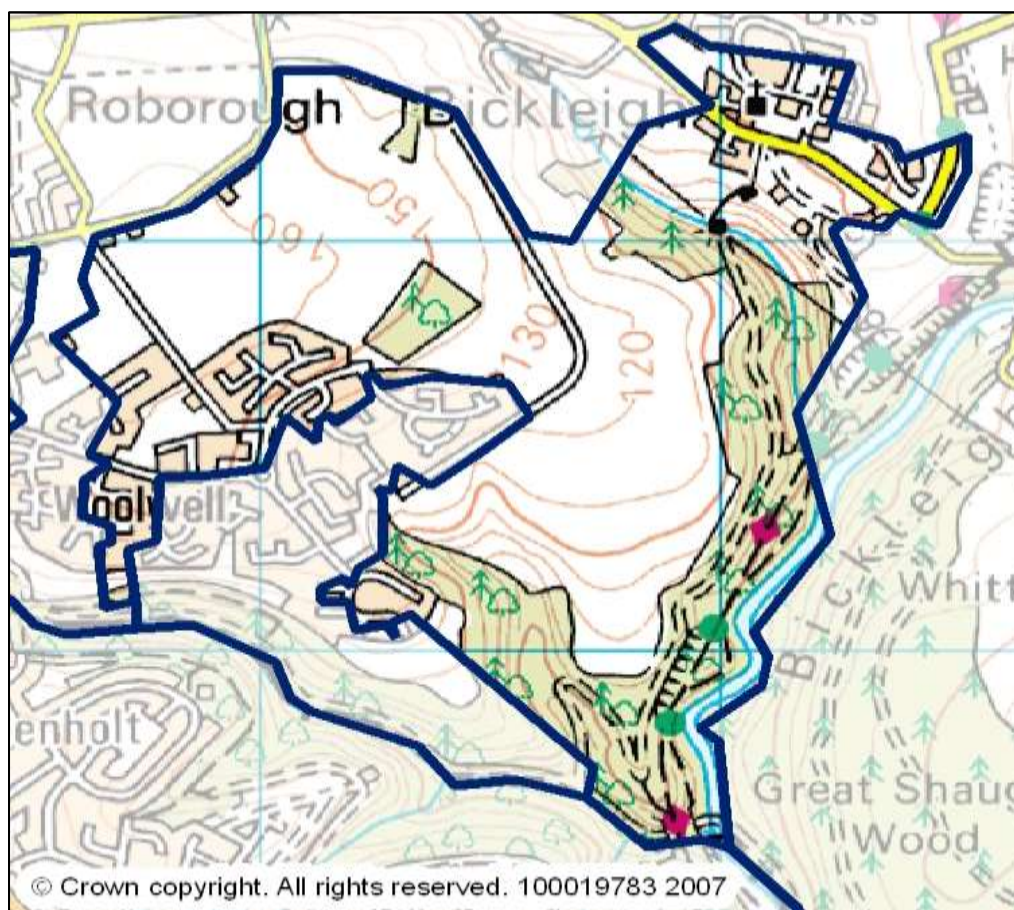 Roborough
Bickleigh
160
150
130
120
Woolwell
Bickleigh
Whitt
enholt
Great Shaug
Wood
© Crown copyright. All rights reserved. 100019783 2007